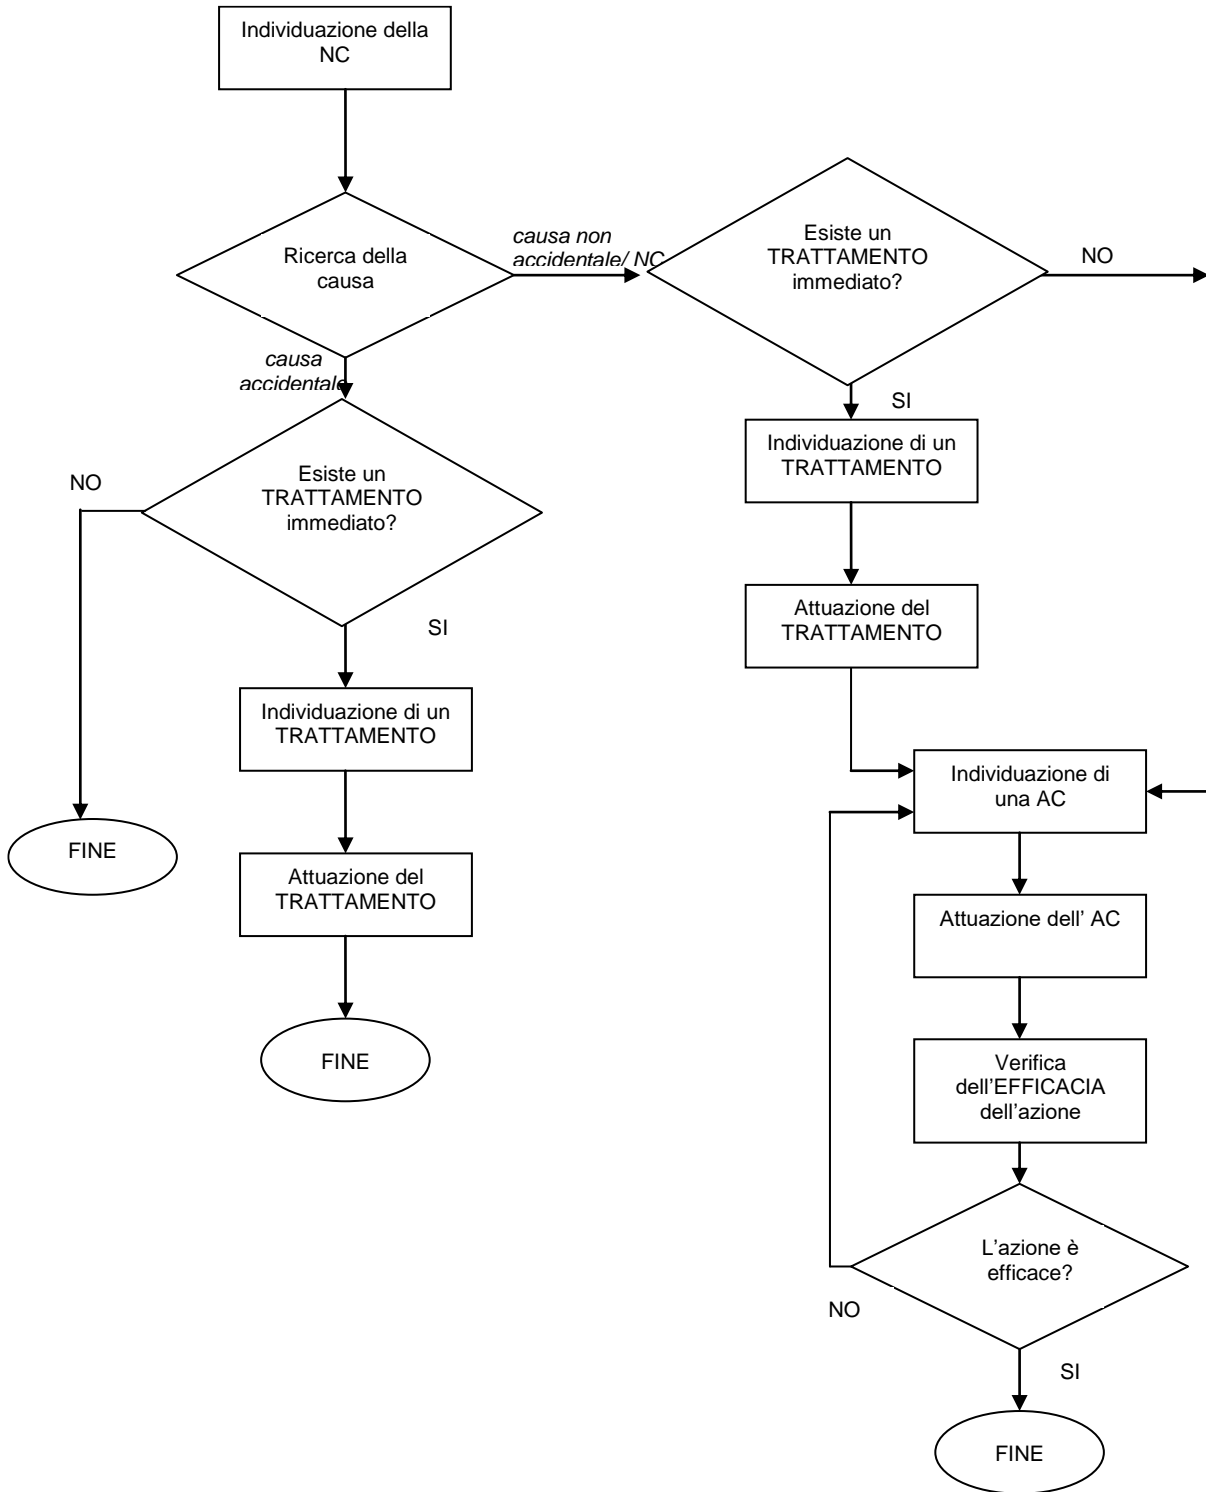 Individuazione della
NC
Ricerca della
causa
causa non
accidentale/ NC
Esiste un
TRATTAMENTO
immediato?
NO
causa
accidentale
SI
Individuazione di un
TRATTAMENTO
Esiste un
TRATTAMENTO
immediato?
NO
Attuazione del
TRATTAMENTO
SI
Individuazione di un
TRATTAMENTO
Individuazione di
una AC
FINE
Attuazione del
TRATTAMENTO
Attuazione dell' AC
FINE
Verifica
dell'EFFICACIA
dell'azione
L'azione è
efficace?
NO
SI
FINE